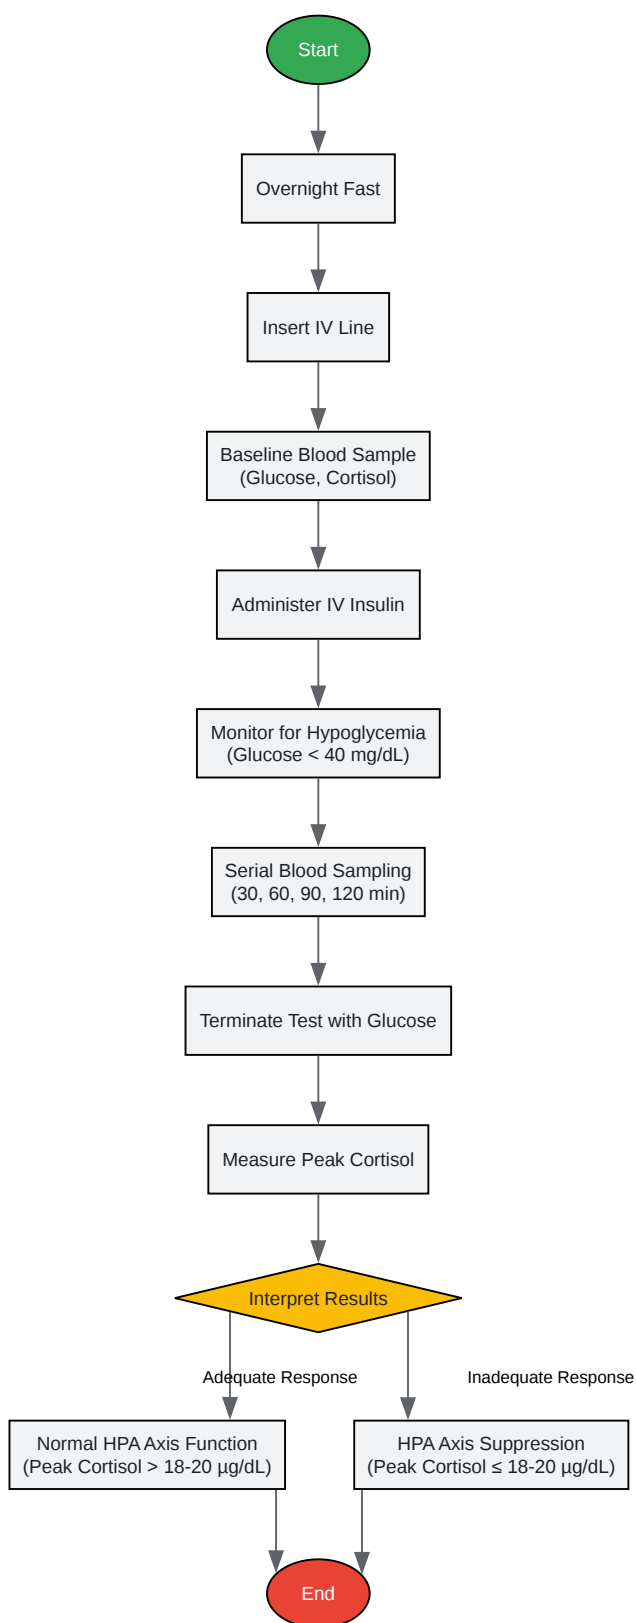 Start
Overnight Fast
Insert IV Line
Baseline Blood Sample
(Glucose, Cortisol)
Administer IV Insulin
Monitor for Hypoglycemia
(Glucose < 40 mg/dL)
Serial Blood Sampling
(30, 60, 90, 120 min)
Terminate Test with Glucose
Measure Peak Cortisol
Interpret Results
Adequate Response
Inadequate Response
Normal HPA Axis Function
(Peak Cortisol > 18-20 µg/dL)
HPA Axis Suppression
(Peak Cortisol ≤ 18-20 µg/dL)
End